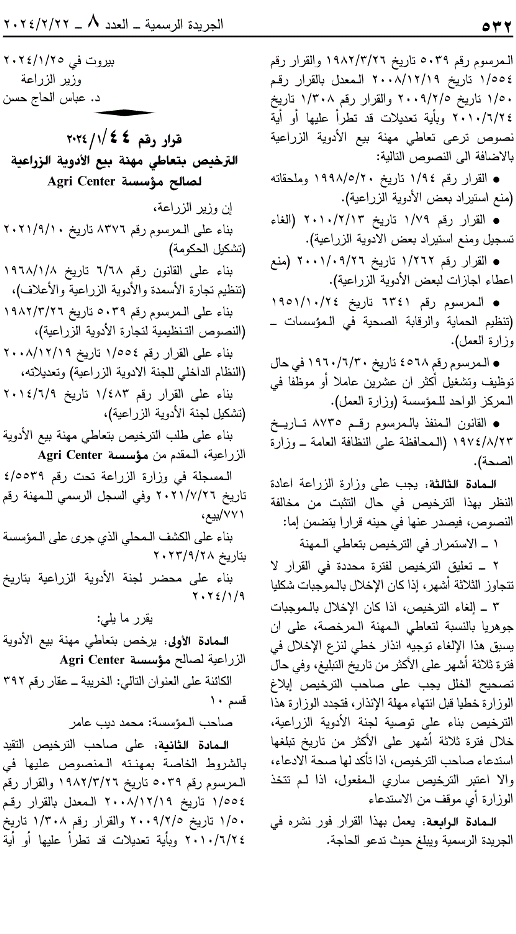 ٥٣٢
الجريدة الرسمية ــ العدد ٨ ــ ٢٠٢٤/٢/٢٢
المرسوم رقم ٥٠٣٩ تاريخ ١٩٨٢/٣/٢٦ والقرار رقم
١/٥٥٤ تاريخ ٢٠٠٨/١٢/١٩ المعدل بالقرار رقم
١/٥٠ تاريخ ٢٠٠٩/٢/٥ والقرار رقم ١/٣٠٨ تاريخ
٢٠١٠/٦/٢٤ وبأية تعديلات قد تطرأ عليها أو أية
نصوص ترعى تعاطي مهنة بيع الأدوية الزراعية
بالاضافة الى النصوص التالية:
● القرار رقم ١/٩٤ تاريخ ١٩٩٨/٥/٢٠ وملحقاته
(منع استيراد بعض الأدوية الزراعية).
● القرار رقم ١/٧٩ تاريخ ٢٠١٠/٢/١٣ (الغاء
تسجيل ومنع استيراد بعض الادوية الزراعية).
● القرار رقم ١/٢٦٢ تاريخ ٢٠٠١/٠٩/٢٦ (منع
اعطاء اجازات لبعض الأدوية الزراعية).
● المرسوم رقم ٦٣٤١ تاريخ ١٩٥١/١٠/٢٤
(تنظيم الحماية والرقابة الصحية في المؤسسات ــ
وزارة العمل).
● المرسوم رقم ٤٥٦٨ تاريخ ١٩٦٠/٦/٣٠ في حال
توظيف وتشغيل أكثر ان عشرين عاملا أو موظفا في
المركز الواحد للمؤسسة (وزارة العمل).
● القانون المنفذ بالمرسوم رقم ٨٧٣٥ تاريخ
١٩٧٤/٨/٢٣ (المحافظة على النظافة العامة ــ وزارة
الصحة).
المادة الثالثة: يجب على وزارة الزراعة اعادة
النظر بهذا الترخيص في حال التثبت من مخالفة
النصوص، فيصدر عنها في حينه قرارا يتضمن إما:
١ ــ الاستمرار في الترخيص بتعاطي المهنة
٢ ــ تعليق الترخيص لفترة محددة في القرار لا
تتجاوز الثلاثة أشهر، إذا كان الإخلال بالموجبات شكليا
٣ ــ إلغاء الترخيص، اذا كان الإخلال بالموجبات
جوهريا بالنسبة لتعاطي المهنة المرخصة، على ان
يسبق هذا الإلغاء توجيه انذار خطي لنزع الإخلال في
فترة ثلاثة أشهر على الأكثر من تاريخ التبليغ، وفي حال
تصحيح الخلل يجب على صاحب الترخيص إبلاغ
الوزارة خطيا قبل انتهاء مهلة الإنذار، فتجدد الوزارة هذا
الترخيص بناء على توصية لجنة الأدوية الزراعية،
خلال فترة ثلاثة أشهر على الأكثر من تاريخ تبلغها
استدعاء صاحب الترخيص، اذا تأكد لها صحة الادعاء،
والا اعتبر الترخيص ساري المفعول، اذا لم تتخذ
الوزارة أي موقف من الاستدعاء
المادة الرابعة: يعمل بهذا القرار فور نشره في
الجريدة الرسمية ويبلغ حيث تدعو الحاجة.
بيروت في ٢٠٢٤/١/٢٥
وزير الزراعة
د. عباس الحاج حسن
قرار رقم ٢٠٢٤/١/٤٤
الترخيص بتعاطي مهنة بيع الأدوية الزراعية
لصالح مؤسسة Agri Center
إن وزير الزراعة،
بناء على المرسوم رقم ٨٣٧٦ تاريخ ٢٠٢١/٩/١٠
(تشكيل الحكومة)
بناء على القانون رقم ٦/٦٨ تاريخ ١٩٦٨/١/٨
(تنظيم تجارة الأسمدة والأدوية الزراعية والأعلاف)،
بناء على المرسوم رقم ٥٠٣٩ تاريخ ١٩٨٢/٣/٢٦
(النصوص التنظيمية لتجارة الأدوية الزراعية)،
بناء على القرار رقم ١/٥٥٤ تاريخ ٢٠٠٨/١٢/١٩
(النظام الداخلي للجنة الادوية الزراعية) وتعديلاته،
بناء على القرار رقم ١/٤٨٣ تاريخ ٢٠١٤/٦/٩
(تشكيل لجنة الأدوية الزراعية)،
بناء على طلب الترخيص بتعاطي مهنة بيع الأدوية
الزراعية، المقدم من مؤسسة Agri Center
المسجلة في وزارة الزراعة تحت رقم ٤/٥٥٣٩
تاريخ ٢٠٢١/٧/٢٦ وفي السجل الرسمي للمهنة رقم
٧٧١/بيع،
بناء على الكشف المحلي الذي جرى على المؤسسة
بتاريخ ٢٠٢٣/٩/٢٨
بناء على محضر لجنة الأدوية الزراعية بتاريخ
٢٠٢٤/١/٩
يقرر ما يلي:
المادة الأولى: يرخص بتعاطي مهنة بيع الأدوية
الزراعية لصالح مؤسسة Agri Center
الكائنة على العنوان التالي: الخريبة ــ عقار رقم ٣٩٢
قسم ١٠
صاحب المؤسسة: محمد ديب عامر
المادة الثانية: على صاحب الترخيص التقيد
بالشروط الخاصة بمهنته المنصوص عليها في
المرسوم رقم ٥٠٣٩ تاريخ ١٩٨٢/٣/٢٦ والقرار رقم
١/٥٥٤ تاريخ ٢٠٠٨/١٢/١٩ المعدل بالقرار رقم
١/٥٠ تاريخ ٢٠٠٩/٢/٥ والقرار رقم ١/٣٠٨ تاريخ
٢٠١٠/٦/٢٤ وبأية تعديلات قد تطرأ عليها أو أية